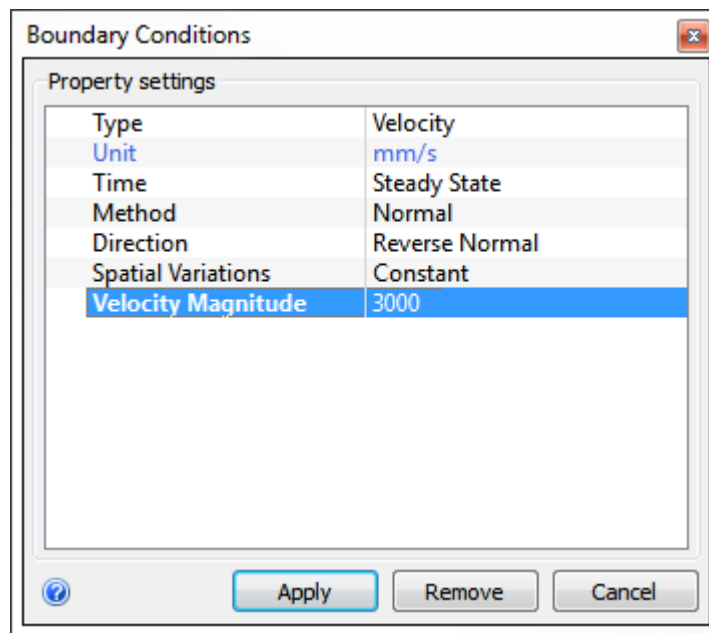 Boundary Conditions
Property settings
Type Velocity
Unit mm/s
Time Steady State
Method Normal
Direction Reverse Normal
Spatial Variations Constant
Velocity Magnitude 3000
Apply Remove Cancel